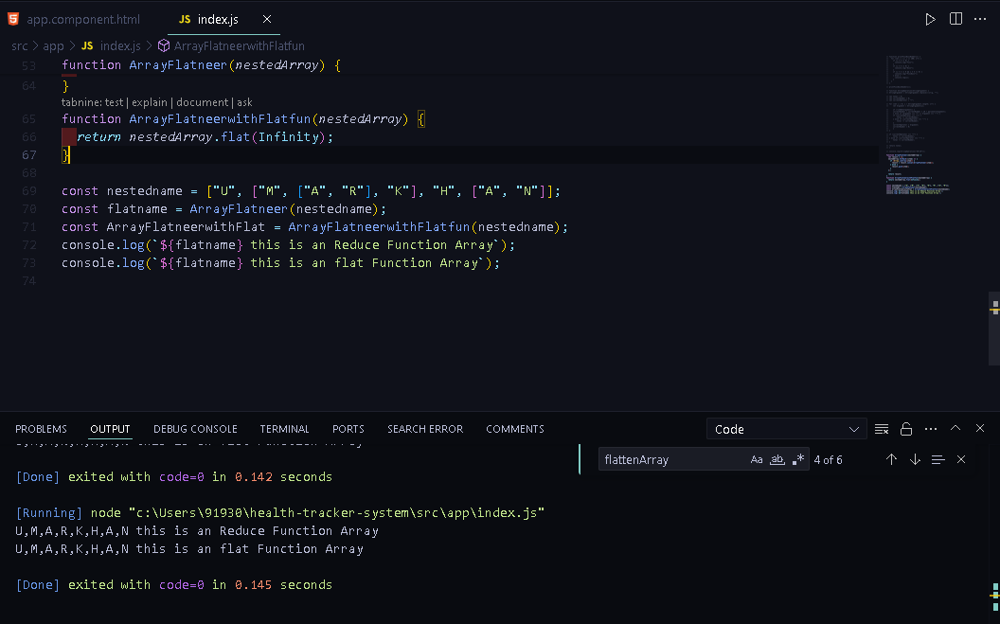 app.component.html
JS index.js
src > app > JS index.js > ArrayFlatneerwithFlatfun
53 function ArrayFlatneer(nestedArray) {
64 }
tabnine: test | explain | document | ask
65 function ArrayFlatneerwithFlatfun(nestedArray) {
66 return nestedArray.flat(Infinity);
67 }
68
69 const nestedname = ["U", ["M", ["A", "R"], "K"], "H", ["A", "N"]];
70 const flatname = ArrayFlatneer(nestedname);
71 const ArrayFlatneerwithFlat = ArrayFlatneerwithFlatfun(nestedname);
72 console.log(`${flatname} this is an Reduce Function Array`);
73 console.log(`${flatname} this is an flat Function Array`);
74
PROBLEMS OUTPUT DEBUG CONSOLE TERMINAL PORTS SEARCH ERROR COMMENTS Code
flattenArray Aa ab .* 4 of 6
[Done] exited with code=0 in 0.142 seconds
[Running] node "c:\Users\91930\health-tracker-system\src\app\index.js"
U,M,A,R,K,H,A,N this is an Reduce Function Array
U,M,A,R,K,H,A,N this is an flat Function Array
[Done] exited with code=0 in 0.145 seconds